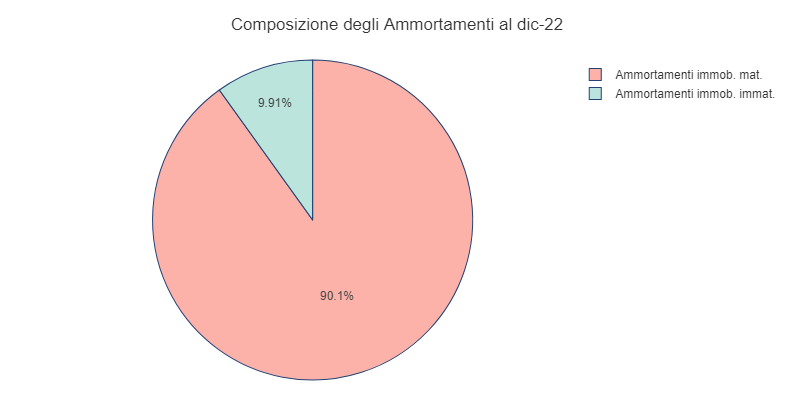 Composizione degli Ammortamenti al dic-22
Ammortamenti immob. mat.
Ammortamenti immob. immat.
9.91%
90.1%